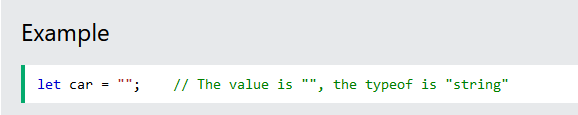 Example
let car = "";    // The value is "", the typeof is "string"